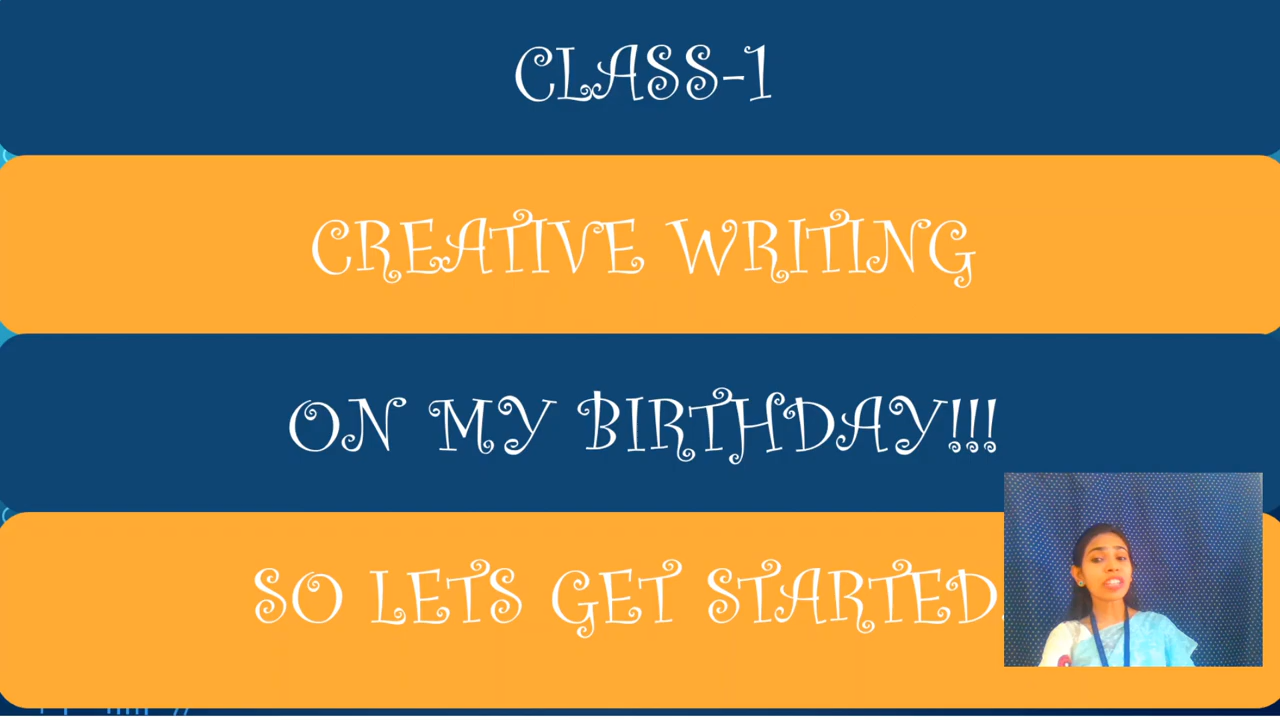 CLASS-1
CREATIVE WRITING
ON MY BIRTHDAY!!!
SO LETS GET STARTED.